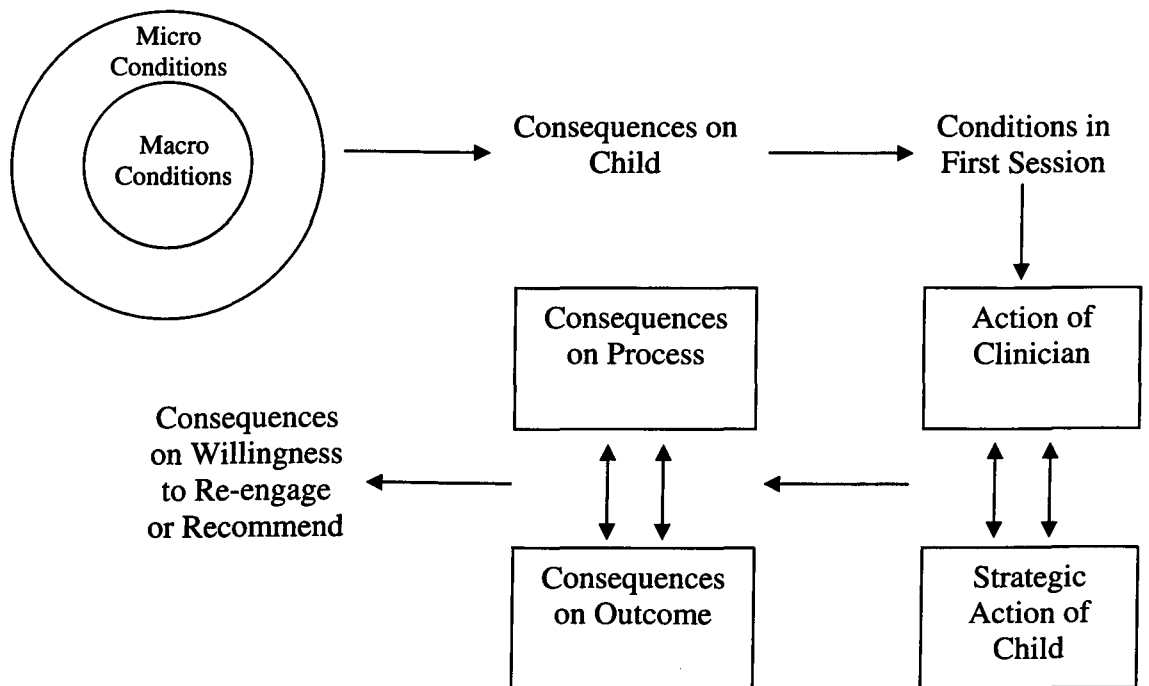 Micro
Conditions
Macro
Conditions
Consequences on
Child
Conditions in
First Session
Action of
Clinician
Strategic
Action of
Child
Consequences
on Process
Consequences
on Outcome
Consequences
on Willingness
to Re-engage
or Recommend